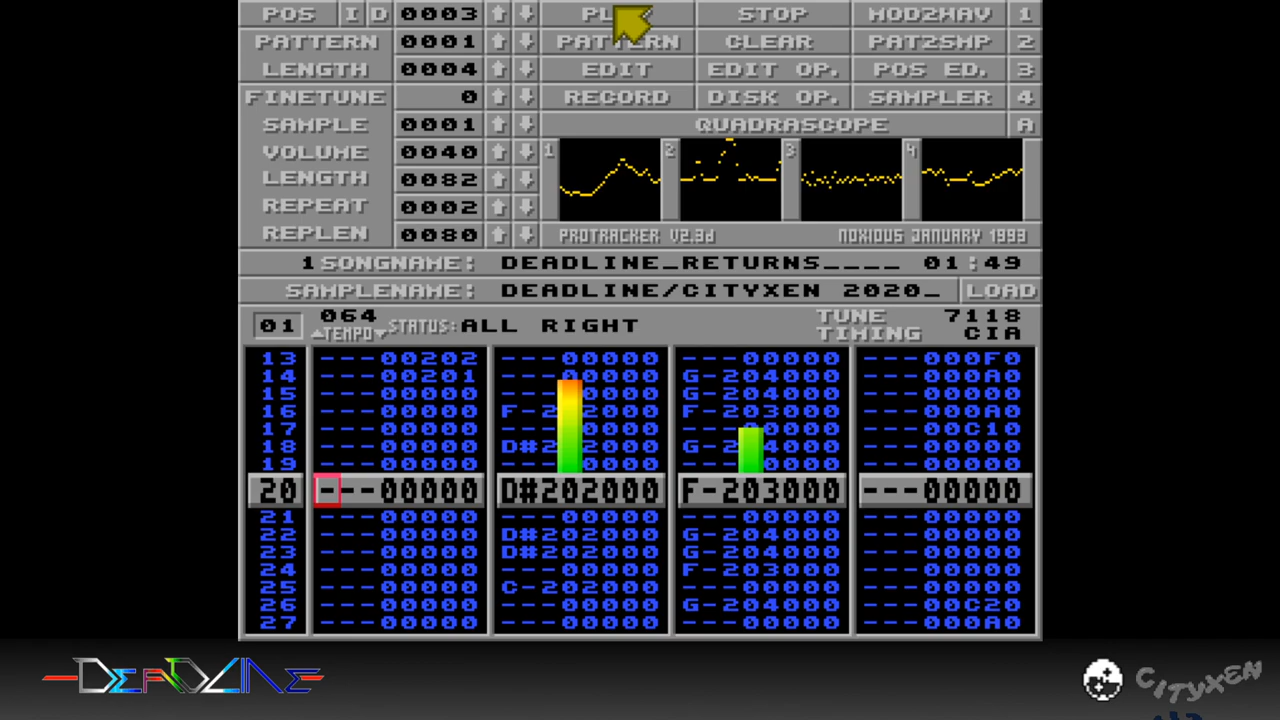 POS I D 0003 STOP MOD2WAV 1
PATTERN 0001 PATTERN CLEAR PAT2SMP 2
LENGTH 0004 EDIT EDIT OP. POS ED. 3
FINETUNE 0 RECORD DISK OP. SAMPLER 4
SAMPLE 0001 QUADRASCOPE A
VOLUME 0040 1 2 3 4
LENGTH 0082
REPEAT 0002
REPLEN 0080 PROTRACKER V2.3d NOXIOUS JANUARY 1993
1 SONGNAME: DEADLINE_RETURNS____ 01:49
SAMPLENAME: DEADLINE/CITYXEN 2020_ LOAD
01 064 TEMPO STATUS: ALL RIGHT TUNE 7118
TIMING CIA
13 ---00202 ---00000 ---00000 ---000F0
14 ---00201 ---00000 G-204000 ---000A0
15 ---00000 ---00000 G-204000 ---00000
16 ---00000 F-202000 F-203000 ---000A0
17 ---00000 ---00000 ---00000 ---00C10
18 ---00000 D#202000 G-204000 ---000A0
19 ---00000 ---00000 ---00000 ---00000
20 ---00000 D#202000 F-203000 ---00000
21 ---00000 ---00000 ---00000 ---00000
22 ---00000 D#202000 G-204000 ---00000
23 ---00000 D#202000 G-204000 ---00000
24 ---00000 ---00000 F-203000 ---00000
25 ---00000 C-202000 ---00000 ---00000
26 ---00000 ---00000 G-204000 ---00C20
27 ---00000 ---00000 ---00000 ---000A0
DEADLINE
CITYXEN